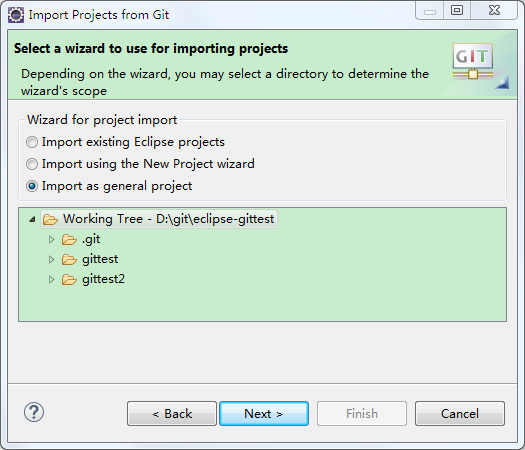 Import Projects from Git
Select a wizard to use for importing projects
Depending on the wizard, you may select a directory to determine the
wizard's scope
GIT
Wizard for project import
Import existing Eclipse projects
Import using the New Project wizard
Import as general project
Working Tree - D:\git\eclipse-gittest
.git
gittest
gittest2
?
< Back
Next >
Finish
Cancel